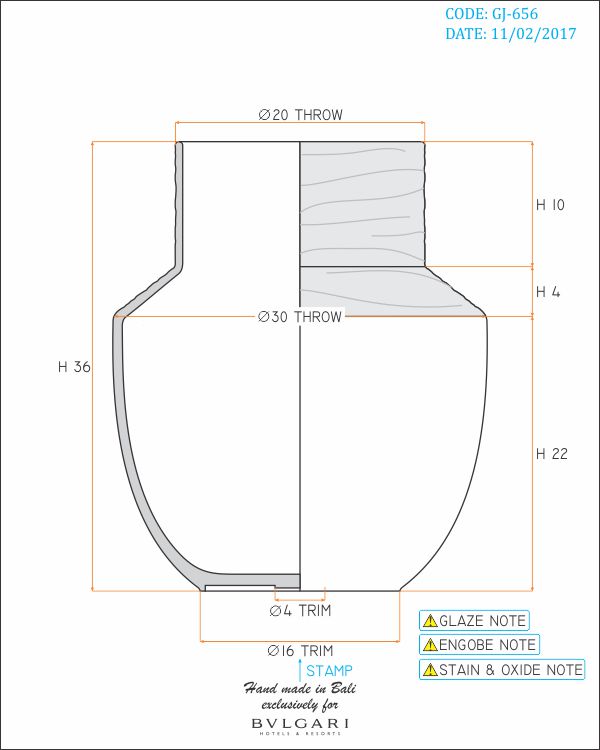 CODE: GJ-656
DATE: 11/02/2017
Ø20 THROW
H 10
H 4
Ø30 THROW
H 36
H 22
Ø4 TRIM
GLAZE NOTE
ENGOBE NOTE
Ø16 TRIM
STAIN & OXIDE NOTE
STAMP
Hand made in Bali
exclusively for
BVLGARI
HOTELS & RESORTS